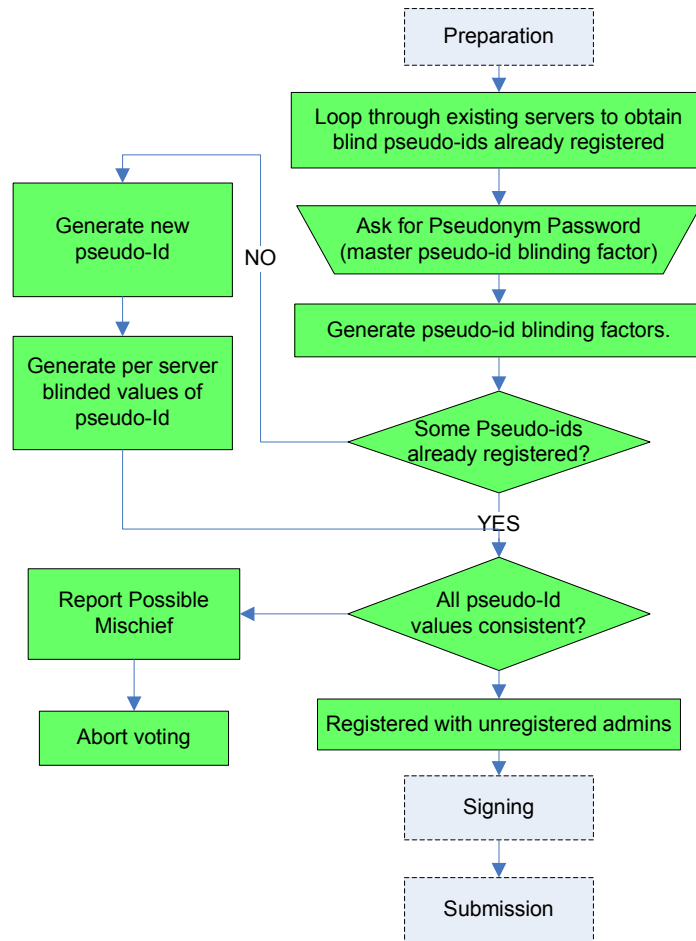 Preparation
Loop through existing servers to obtain
blind pseudo-ids already registered
Ask for Pseudonym Password
(master pseudo-id blinding factor)
Generate pseudo-id blinding factors.
Some Pseudo-ids
already registered?
NO
Generate new
pseudo-Id
Generate per server
blinded values of
pseudo-Id
YES
All pseudo-Id
values consistent?
Report Possible
Mischief
Abort voting
Registered with unregistered admins
Signing
Submission